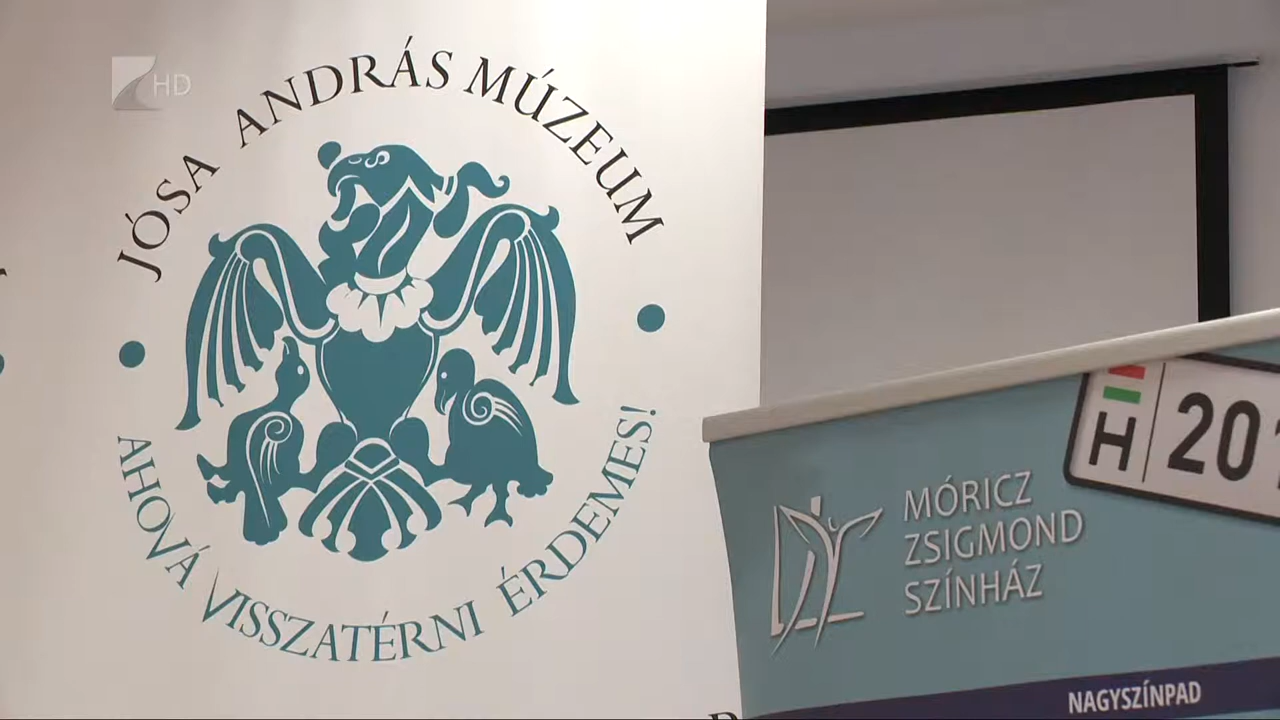 HD
JÓSA ANDRÁS MÚZEUM
AHOVÁ VISSZATÉRNI ÉRDEMES!
H 20
MÓRICZ
ZSIGMOND
SZÍNHÁZ
NAGYSZÍNPAD